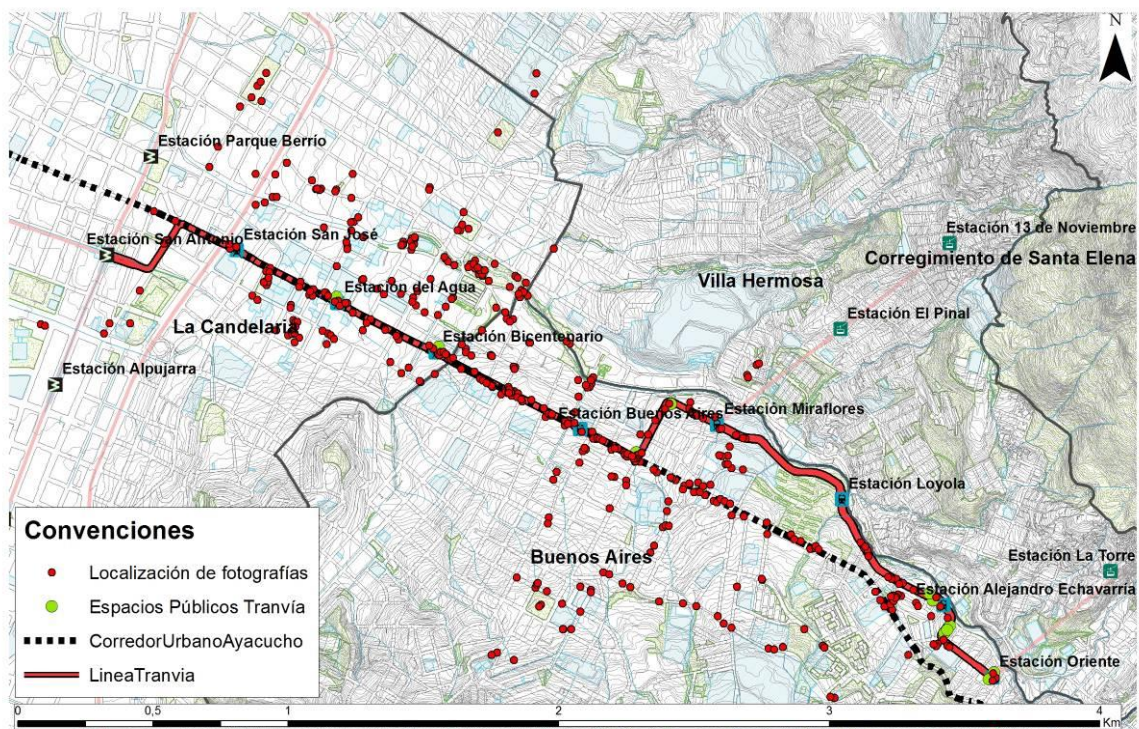 N
Estación Parque Berrío
Estación 13 de Noviembre
Estación San Antonio
Estación San José
Corregimiento de Santa Elena
Villa Hermosa
Estación del Agua
Estación El Pinal
La Candelaria
Estación Bicentenario
Estación Alpujarra
Estación Buenos Aires
Estación Miraflores
Estación Loyola
Convenciones
Buenos Aires
Estación La Torre
Localización de fotografías
Estación Alejandro Echavarría
Espacios Públicos Tranvía
CorredorUrbanoAyacucho
Estación Oriente
LineaTranvia
0 0,5 1 2 3 4
Km